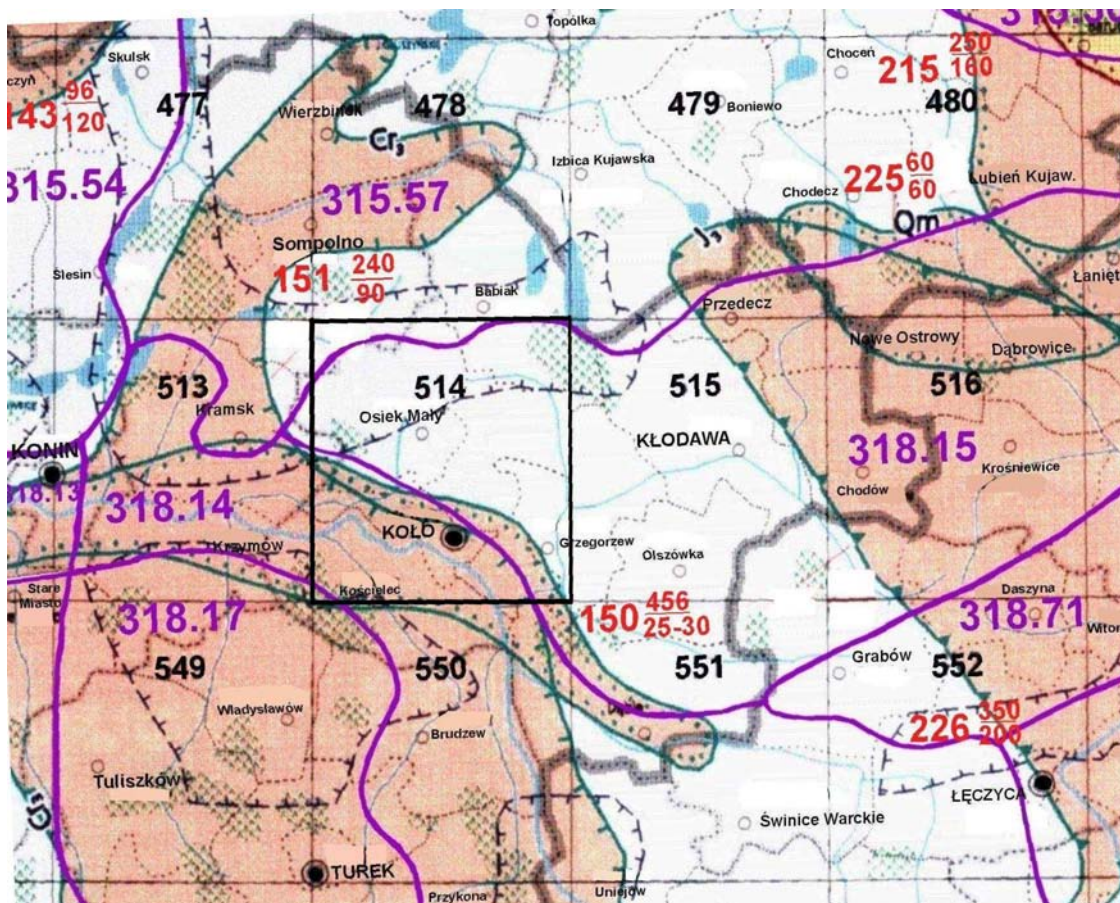 Topólka
Skulsk
Choceń
215 250
160
143 96
120
477
478
479
Boniewo
480
Wierzbinek
Cr₃
Izbica Kujawska
315.54
315.57
Chodecz
225 60
60
Lubień Kujaw.
Sompolno
J₃
Qm
Ślesin
151 240
90
Babiak
Przedecz
Nowe Ostrowy
Dąbrowice
513
514
515
516
Kramsk
Osiek Mały
KŁODAWA
318.15
KONIN
Krośniewice
318.13
Chodów
318.14
KOŁO
Krzymów
Grzegorzew
Olszówka
Stare
Miasto
Kościelec
Daszyna
318.17
150 456
25-30
318.71
549
550
551
Grabów
552
Władysławów
226 350
200
Brudzew
Tuliszków
ŁĘCZYCA
Cr₃
Świnice Warckie
TUREK
Przykona
Uniejów